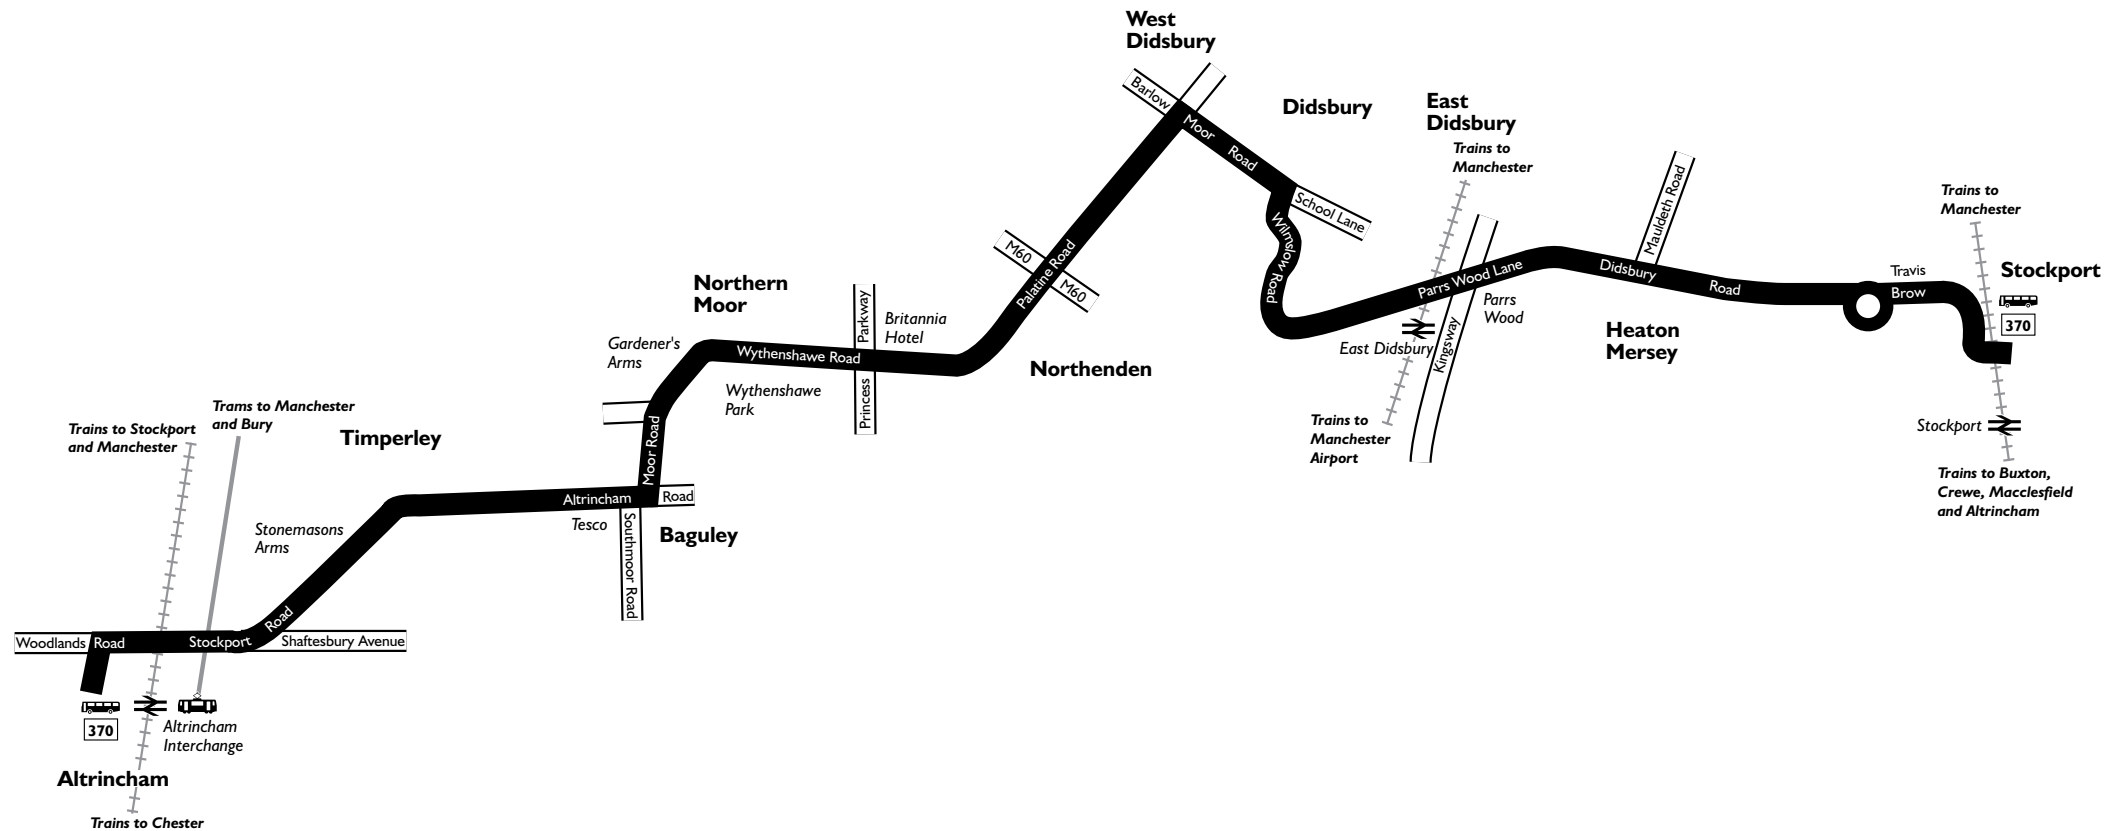 West
Didsbury
Barlow
Moor
Road
Didsbury
School Lane
East
Didsbury
Trains to
Manchester
Mauldeth Road
Trains to
Manchester
Stockport
370
Travis
Brow
Didsbury
Road
Parrs Wood Lane
Parrs
Wood
Kingsway
East Didsbury
Heaton
Mersey
Wilmslow Road
Trains to
Manchester
Airport
Stockport
Trains to Buxton,
Crewe, Macclesfield
and Altrincham
M60
M60
Palatine Road
Northenden
Northern
Moor
Parkway
Princess
Britannia
Hotel
Gardener's
Arms
Wythenshawe Road
Wythenshawe
Park
Moor Road
Altrincham
Road
Tesco
Southmoor Road
Baguley
Trams to Manchester
and Bury
Trains to Stockport
and Manchester
Timperley
Stonemasons
Arms
Woodlands
Road
Stockport
Road
Shaftesbury Avenue
370
Altrincham
Interchange
Altrincham
Trains to Chester